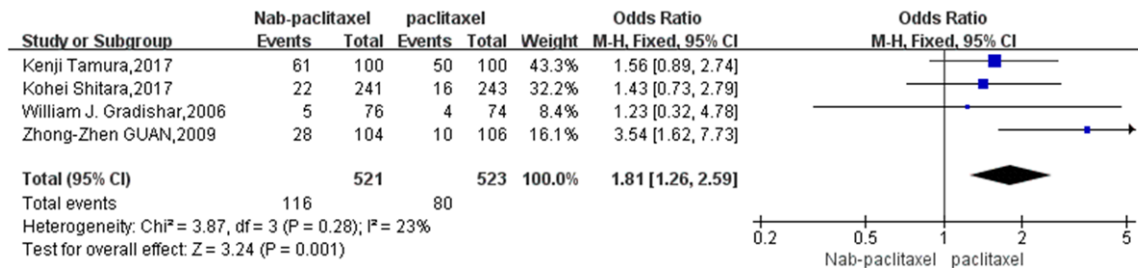 Nab-paclitaxel paclitaxel Odds Ratio Odds Ratio
Study or Subgroup Events Total Events Total Weight M-H, Fixed, 95% CI M-H, Fixed, 95% CI
Kenji Tamura,2017 61 100 50 100 43.3% 1.56 [0.89, 2.74]
Kohei Shitara,2017 22 241 16 243 32.2% 1.43 [0.73, 2.79]
William J. Gradishar,2006 5 76 4 74 8.4% 1.23 [0.32, 4.78]
Zhong-Zhen GUAN,2009 28 104 10 106 16.1% 3.54 [1.62, 7.73]
Total (95% CI) 521 523 100.0% 1.81 [1.26, 2.59]
Total events 116 80
Heterogeneity: Chi² = 3.87, df = 3 (P = 0.28); I² = 23%
Test for overall effect: Z = 3.24 (P = 0.001)
0.2 0.5 1 2 5
Nab-paclitaxel paclitaxel